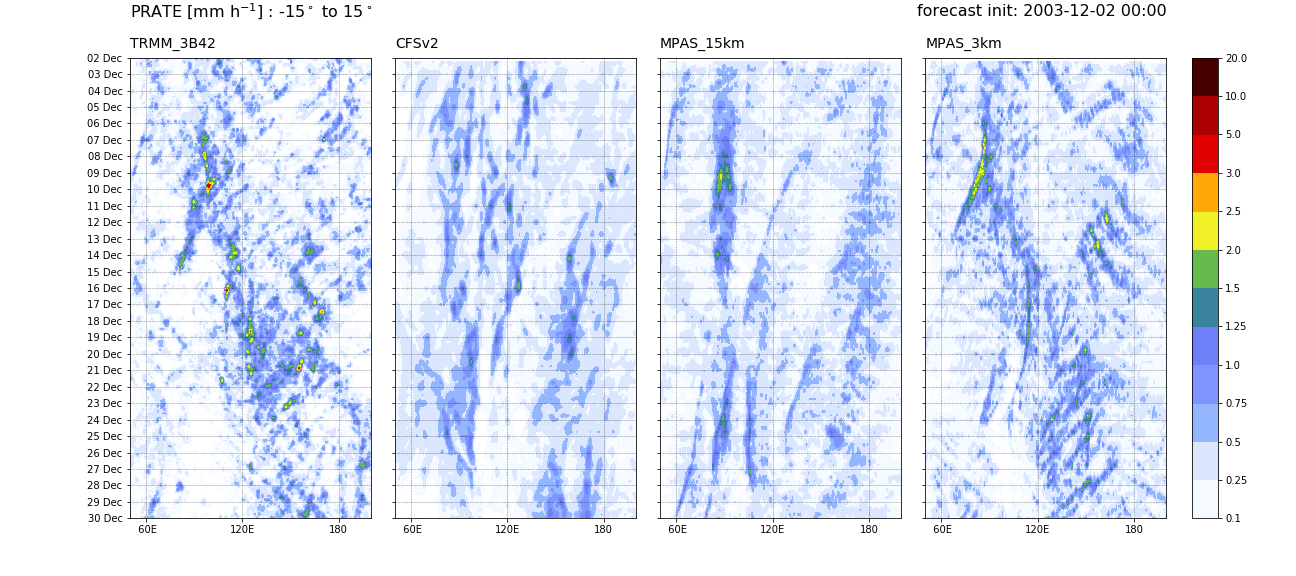 PRATE [mm h⁻¹] : -15° to 15°
forecast init: 2003-12-02 00:00
TRMM_3B42
CFSv2
MPAS_15km
MPAS_3km
02 Dec
03 Dec
04 Dec
05 Dec
06 Dec
07 Dec
08 Dec
09 Dec
10 Dec
11 Dec
12 Dec
13 Dec
14 Dec
15 Dec
16 Dec
17 Dec
18 Dec
19 Dec
20 Dec
21 Dec
22 Dec
23 Dec
24 Dec
25 Dec
26 Dec
27 Dec
28 Dec
29 Dec
30 Dec
60E 120E 180
60E 120E 180
60E 120E 180
60E 120E 180
20.0
10.0
5.0
3.0
2.5
2.0
1.5
1.25
1.0
0.75
0.5
0.25
0.1